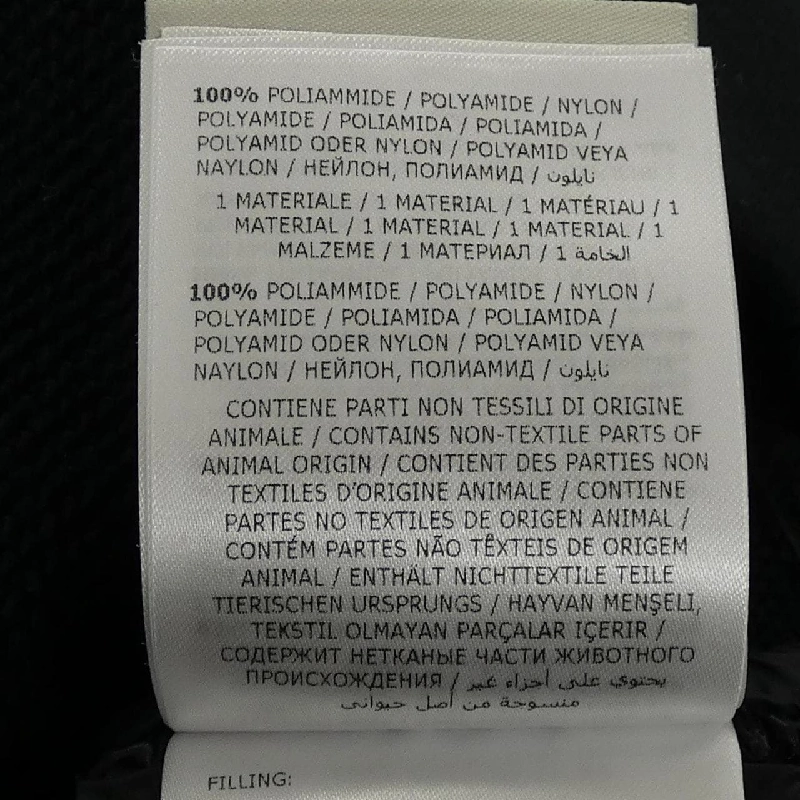 100% POLIAMMIDE / POLYAMIDE / NYLON /
POLYAMIDE / POLIAMIDA / POLIAMIDA /
POLYAMID ODER NYLON / POLYAMID VEYA
NAYLON / НЕЙЛОН, ПОЛИАМИД / نايلون
1 MATERIALE / 1 MATERIAL / 1 MATÉRIAU / 1
MATERIAL / 1 MATERIAL / 1 MATERIAL / 1
MALZEME / 1 МАТЕРИАЛ / 1 الخامة
100% POLIAMMIDE / POLYAMIDE / NYLON /
POLYAMIDE / POLIAMIDA / POLIAMIDA /
POLYAMID ODER NYLON / POLYAMID VEYA
NAYLON / НЕЙЛОН, ПОЛИАМИД / نايلون
CONTIENE PARTI NON TESSILI DI ORIGINE
ANIMALE / CONTAINS NON-TEXTILE PARTS OF
ANIMAL ORIGIN / CONTIENT DES PARTIES NON
TEXTILES D'ORIGINE ANIMALE / CONTIENE
PARTES NO TEXTILES DE ORIGEN ANIMAL /
CONTÉM PARTES NÃO TÊXTEIS DE ORIGEM
ANIMAL / ENTHÄLT NICHTTEXTILE TEILE
TIERISCHEN URSPRUNGS / HAYVAN MENŞELI,
TEKSTIL OLMAYAN PARÇALAR IÇERIR /
СОДЕРЖИТ НЕТКАНЫЕ ЧАСТИ ЖИВОТНОГО
ПРОИСХОЖДЕНИЯ / يحتوي على أجزاء غير
منسوجة من أصل حيواني
FILLING: